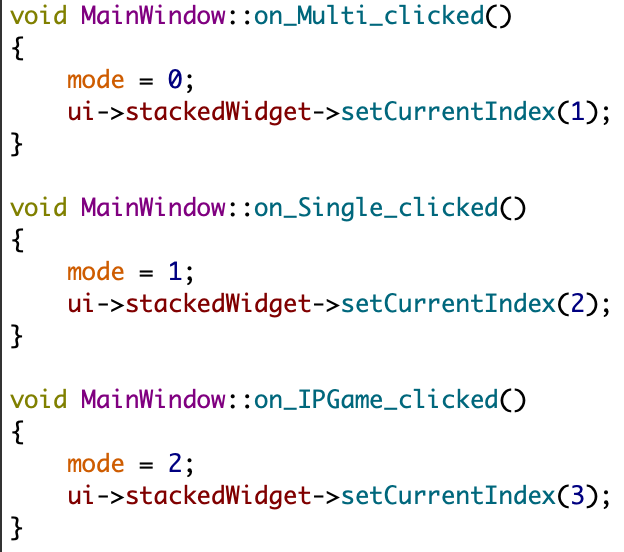 void MainWindow::on_Multi_clicked()
{
    mode = 0;
    ui->stackedWidget->setCurrentIndex(1);
}

void MainWindow::on_Single_clicked()
{
    mode = 1;
    ui->stackedWidget->setCurrentIndex(2);
}

void MainWindow::on_IPGame_clicked()
{
    mode = 2;
    ui->stackedWidget->setCurrentIndex(3);
}